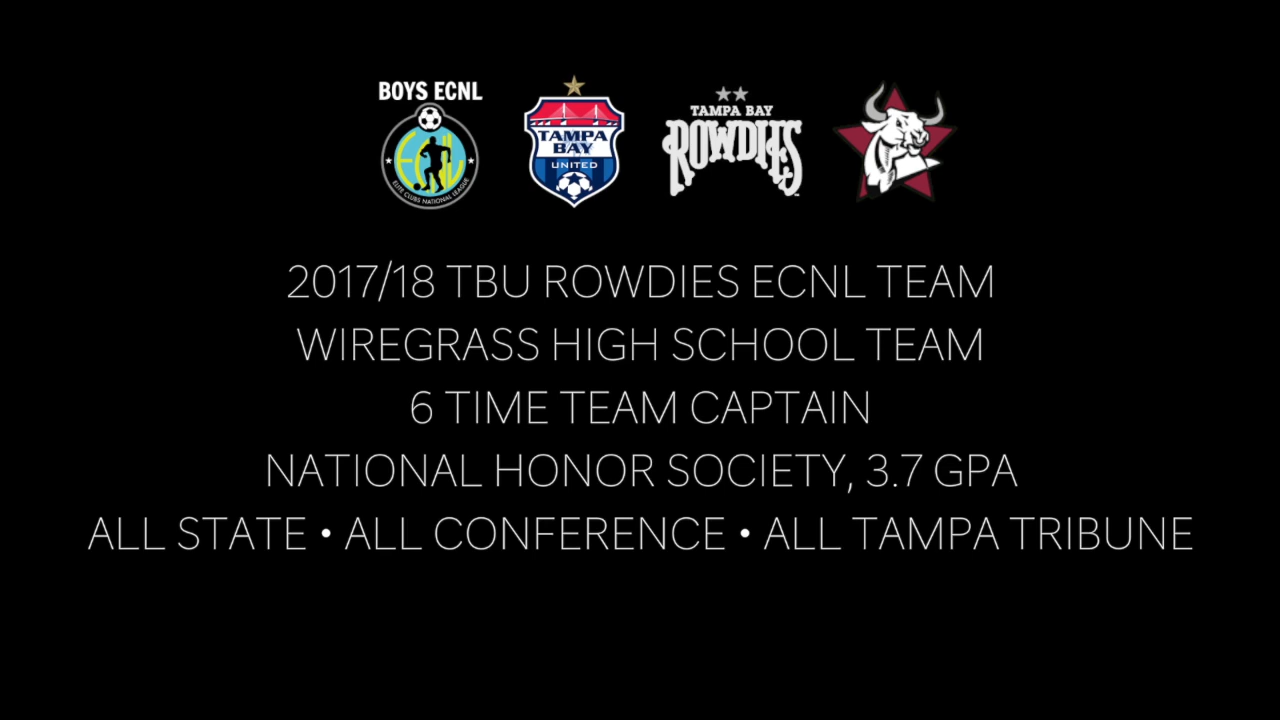 BOYS ECNL
ECNL
ELITE CLUBS NATIONAL LEAGUE
TAMPA
BAY
UNITED
TAMPA BAY
ROWDIES
2017/18 TBU ROWDIES ECNL TEAM
WIREGRASS HIGH SCHOOL TEAM
6 TIME TEAM CAPTAIN
NATIONAL HONOR SOCIETY, 3.7 GPA
ALL STATE • ALL CONFERENCE • ALL TAMPA TRIBUNE